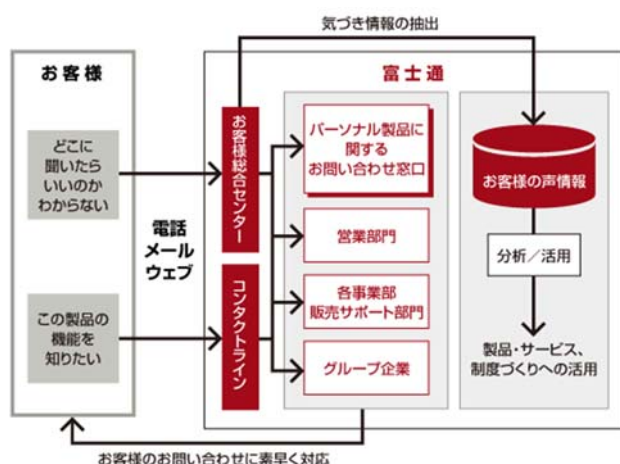 気づき情報の抽出
お客様
富士通
どこに
聞いたら
いいのか
わからない
電話
メール
ウェブ
この製品の
機能を
知りたい
お客様総合センター
コンタクトライン
パーソナル製品に
関する
お問い合わせ窓口
営業部門
各事業部
販売サポート部門
グループ企業
お客様の声情報
分析／活用
製品・サービス、
制度づくりへの活用
お客様のお問い合わせに素早く対応